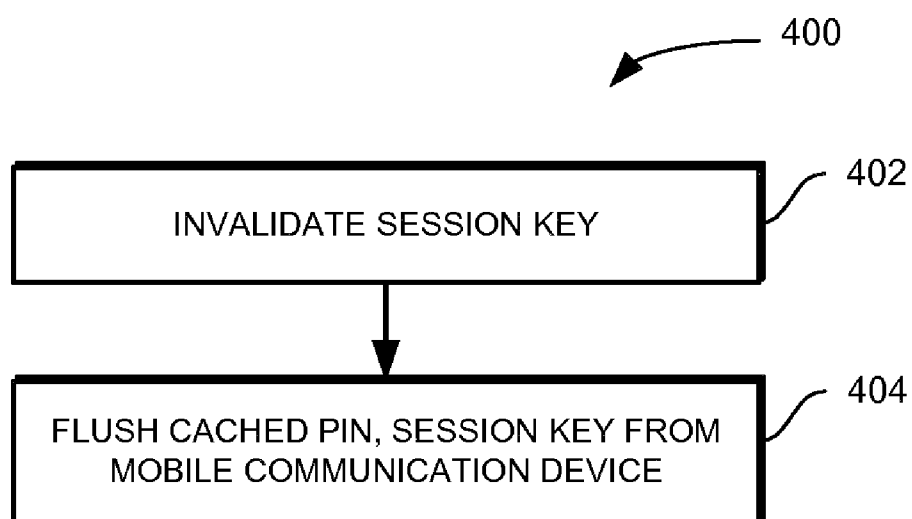 400
402
INVALIDATE SESSION KEY
404
FLUSH CACHED PIN, SESSION KEY FROM
MOBILE COMMUNICATION DEVICE